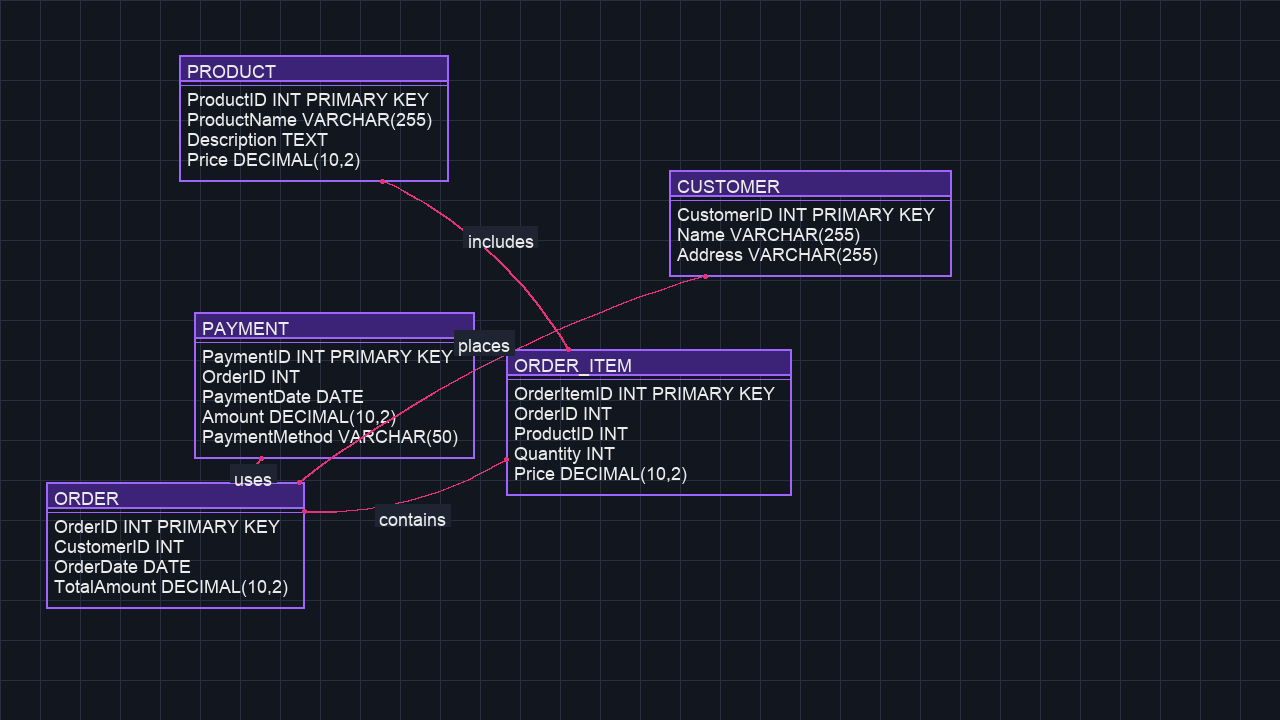 PRODUCT
ProductID INT PRIMARY KEY
ProductName VARCHAR(255)
Description TEXT
Price DECIMAL(10,2)
CUSTOMER
CustomerID INT PRIMARY KEY
Name VARCHAR(255)
Address VARCHAR(255)
includes
PAYMENT
PaymentID INT PRIMARY KEY
OrderID INT
PaymentDate DATE
Amount DECIMAL(10,2)
PaymentMethod VARCHAR(50)
places
ORDER_ITEM
OrderItemID INT PRIMARY KEY
OrderID INT
ProductID INT
Quantity INT
Price DECIMAL(10,2)
uses
contains
ORDER
OrderID INT PRIMARY KEY
CustomerID INT
OrderDate DATE
TotalAmount DECIMAL(10,2)